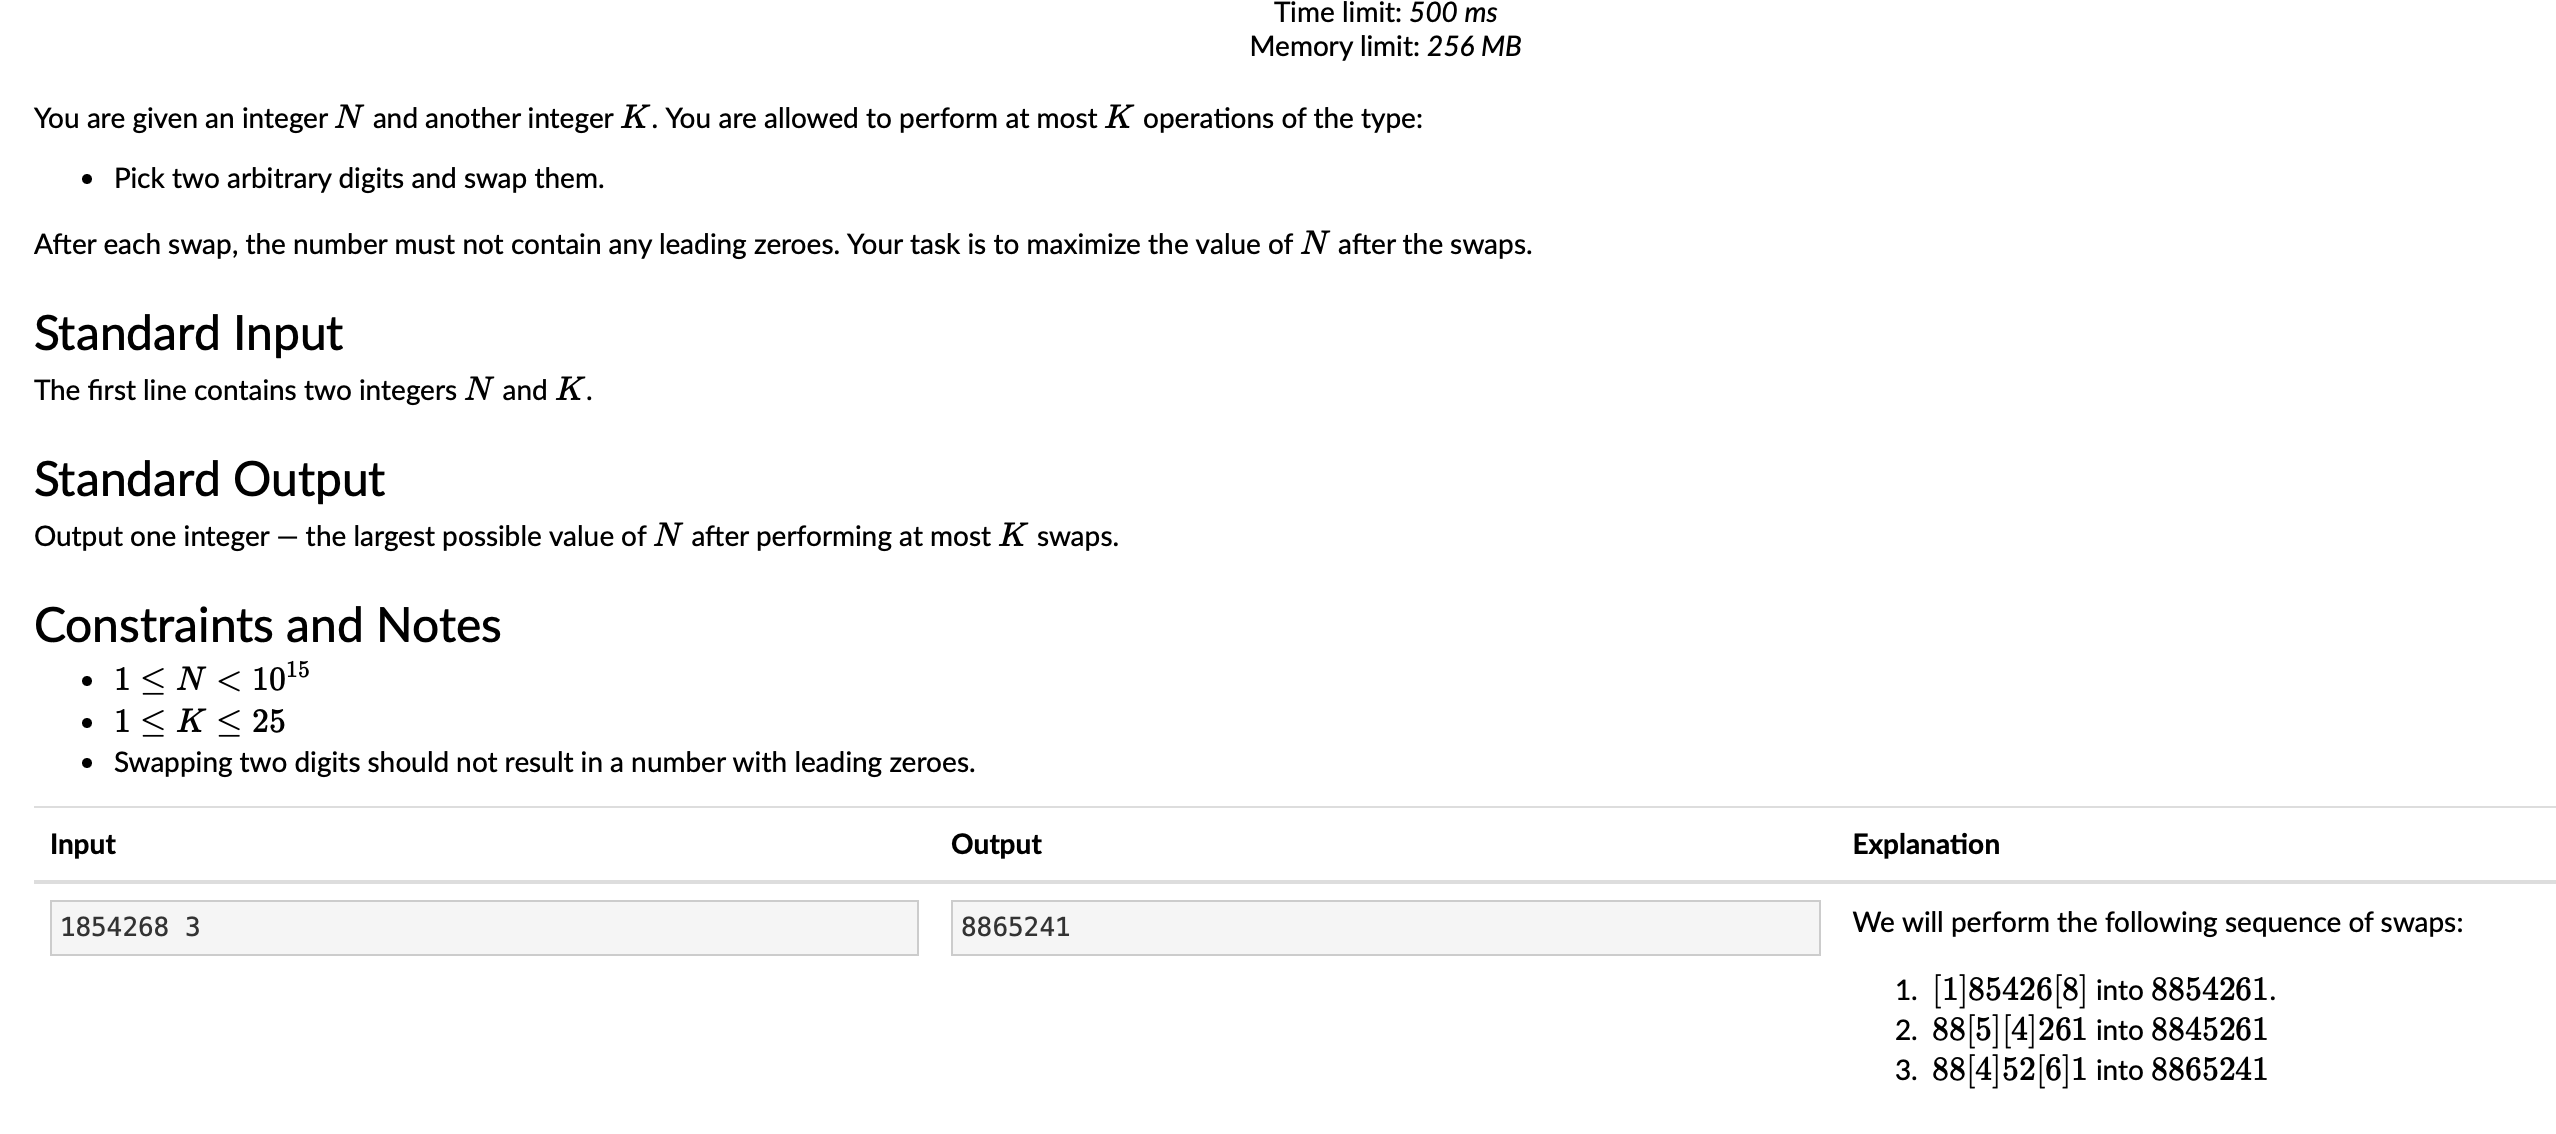 Time limit: 500 ms
Memory limit: 256 MB
You are given an integer N and another integer K. You are allowed to perform at most K operations of the type:
• Pick two arbitrary digits and swap them.
After each swap, the number must not contain any leading zeroes. Your task is to maximize the value of N after the swaps.
Standard Input
The first line contains two integers N and K.
Standard Output
Output one integer — the largest possible value of N after performing at most K swaps.
Constraints and Notes
• 1 ≤ N < 10^15
• 1 ≤ K ≤ 25
• Swapping two digits should not result in a number with leading zeroes.
Input Output Explanation
1854268 3 8865241 We will perform the following sequence of swaps:
1. [1]85426[8] into 8854261.
2. 88[5][4]261 into 8845261
3. 88[4]52[6]1 into 8865241